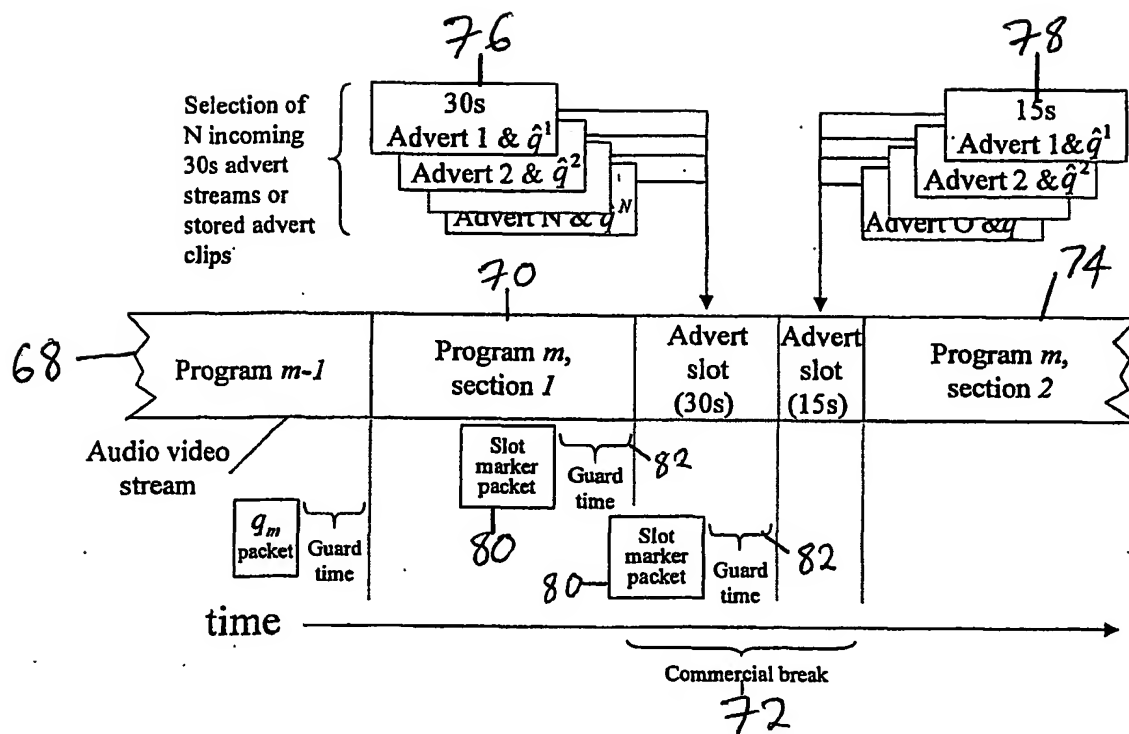 76
78
Selection of
N incoming
30s advert
streams or
stored advert
clips
30s
Advert 1 & q̂¹
Advert 2 & q̂²
Advert N & q̂ᴺ
15s
Advert 1&q̂¹
Advert 2 &q̂²
Advert O &q
70
74
68
Program m-1
Program m,
section 1
Advert
slot
(30s)
Advert
slot
(15s)
Program m,
section 2
Audio video
stream
Slot
marker
packet
Guard
time
82
80
qₘ
packet
Guard
time
Slot
marker
packet
Guard
time
82
80
time
Commercial break
72